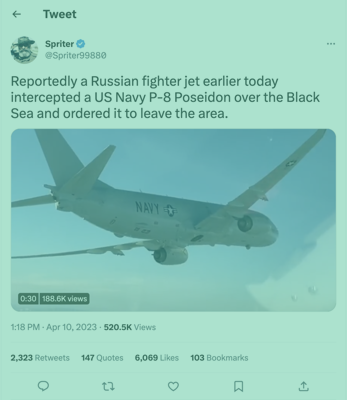 Tweet
Spriter
@Spriter99880
Reportedly a Russian fighter jet earlier today
intercepted a US Navy P-8 Poseidon over the Black
Sea and ordered it to leave the area.
NAVY
0:30 | 188.6K views
1:18 PM · Apr 10, 2023 · 520.5K Views
2,323 Retweets 147 Quotes 6,069 Likes 103 Bookmarks